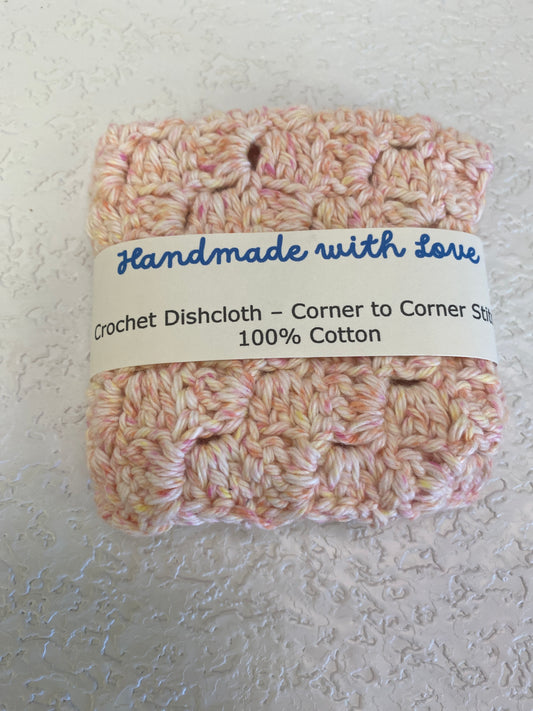 Handmade with Love
Crochet Dishcloth – Corner to Corner Stit
100% Cotton